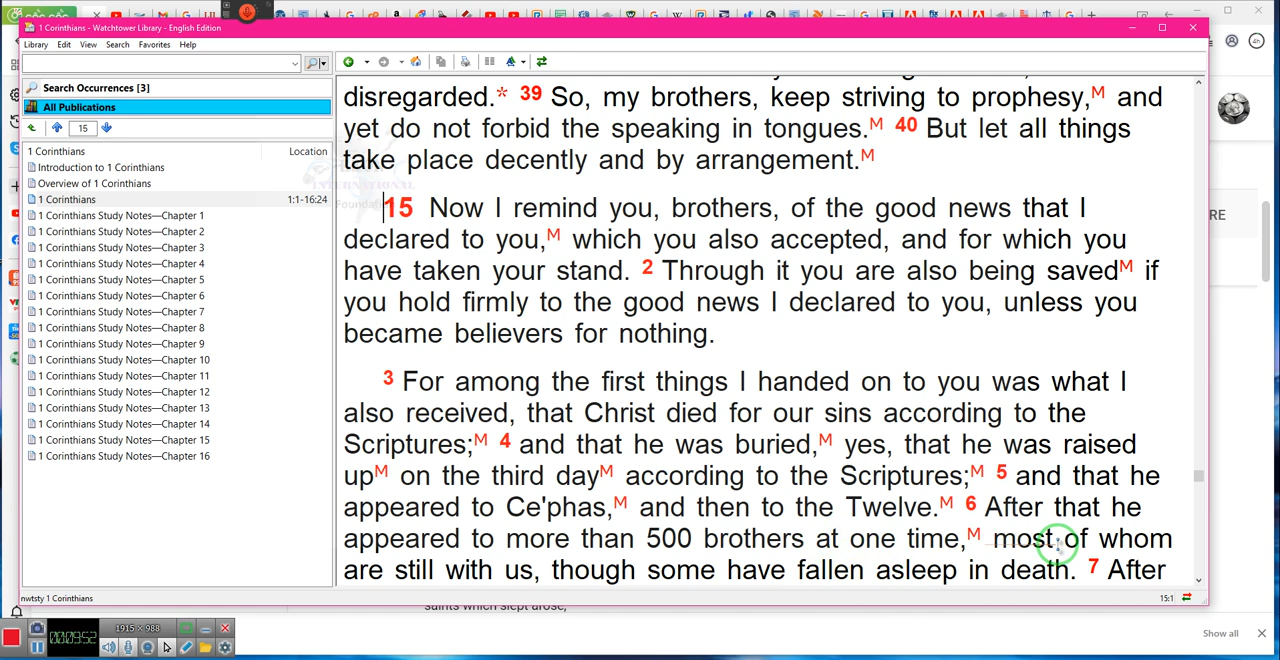 1 Corinthians - Watchtower Library - English Edition
Library Edit View Search Favorites Help
Search Occurrences [3]
All Publications
15
1 Corinthians Location
Introduction to 1 Corinthians
Overview of 1 Corinthians
1 Corinthians 1:1-16:24
1 Corinthians Study Notes—Chapter 1
1 Corinthians Study Notes—Chapter 2
1 Corinthians Study Notes—Chapter 3
1 Corinthians Study Notes—Chapter 4
1 Corinthians Study Notes—Chapter 5
1 Corinthians Study Notes—Chapter 6
1 Corinthians Study Notes—Chapter 7
1 Corinthians Study Notes—Chapter 8
1 Corinthians Study Notes—Chapter 9
1 Corinthians Study Notes—Chapter 10
1 Corinthians Study Notes—Chapter 11
1 Corinthians Study Notes—Chapter 12
1 Corinthians Study Notes—Chapter 13
1 Corinthians Study Notes—Chapter 14
1 Corinthians Study Notes—Chapter 15
1 Corinthians Study Notes—Chapter 16
disregarded.* 39 So, my brothers, keep striving to prophesy,M and
yet do not forbid the speaking in tongues.M 40 But let all things
take place decently and by arrangement.M
15 Now I remind you, brothers, of the good news that I
declared to you,M which you also accepted, and for which you
have taken your stand. 2 Through it you are also being savedM if
you hold firmly to the good news I declared to you, unless you
became believers for nothing.
3 For among the first things I handed on to you was what I
also received, that Christ died for our sins according to the
Scriptures;M 4 and that he was buried,M yes, that he was raised
upM on the third dayM according to the Scriptures;M 5 and that he
appeared to Ce'phas,M and then to the Twelve.M 6 After that he
appeared to more than 500 brothers at one time,M most of whom
are still with us, though some have fallen asleep in death. 7 After
INTERNATIONAL
Foundation
nwtsty 1 Corinthians 15:1
saints which slept arose,
RE
4h
1915 x 988
00:09:52
Show all